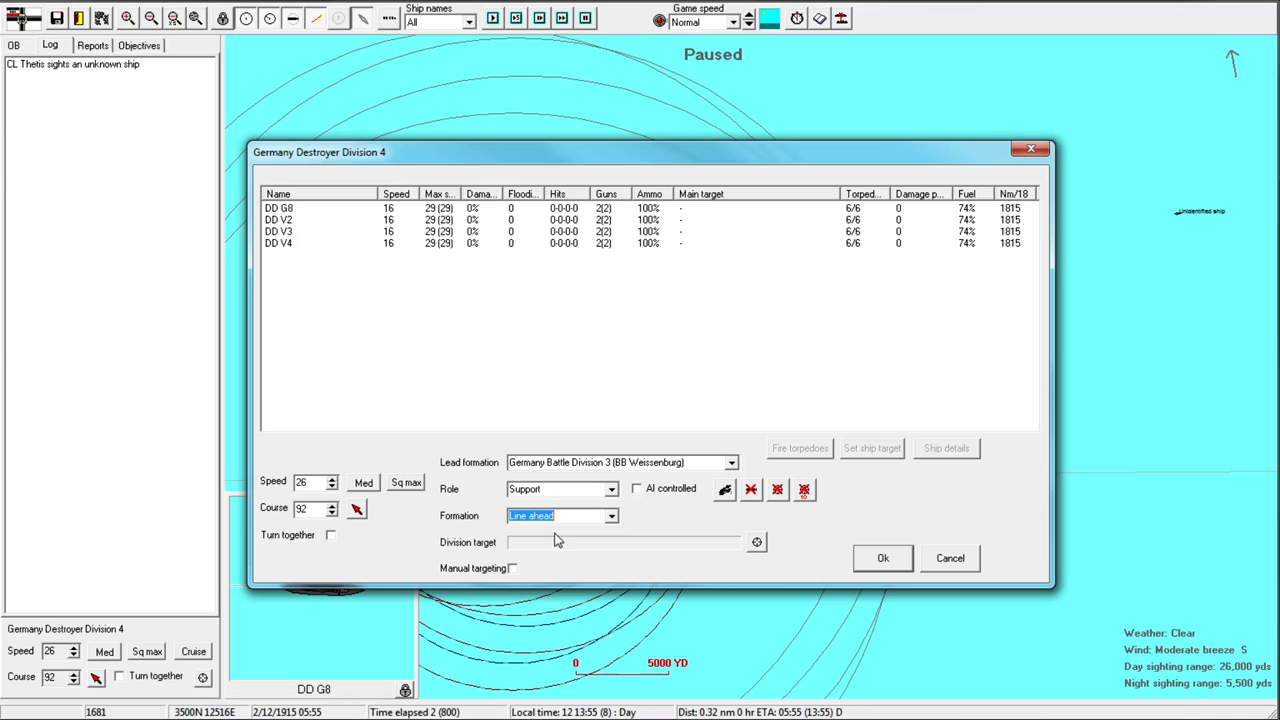 Ship names
All
Game speed
Normal
OB Log Reports Objectives
CL Thetis sights an unknown ship
Paused
Germany Destroyer Division 4
Name Speed Max s... Dama... Floodi... Hits Guns Ammo Main target Torped... Damage p... Fuel Nm/18
DD G8 16 29 (29) 0% 0 0-0-0-0 2(2) 100% - 6/6 0 74% 1815
DD V2 16 29 (29) 0% 0 0-0-0-0 2(2) 100% - 6/6 0 74% 1815
DD V3 16 29 (29) 0% 0 0-0-0-0 2(2) 100% - 6/6 0 74% 1815
DD V4 16 29 (29) 0% 0 0-0-0-0 2(2) 100% - 6/6 0 74% 1815
Unidentified ship
Fire torpedoes Set ship target Ship details
Lead formation Germany Battle Division 3 (BB Weissenburg)
Speed 26 Med Sq max
Role Support AI controlled
10
Course 92
Formation Line ahead
Turn together
Division target
Manual targeting
Ok Cancel
Germany Destroyer Division 4
Speed 26 Med Sq max Cruise
Course 92 Turn together
DD G8
0 5000 YD
Weather: Clear
Wind: Moderate breeze S
Day sighting range: 26,000 yds
Night sighting range: 5,500 yds
1681 3500N 12516E 2/12/1915 05:55 Time elapsed 2 (800) Local time: 12 13:55 (8) : Day Dist: 0.32 nm 0 hr ETA: 05:55 (13:55) D